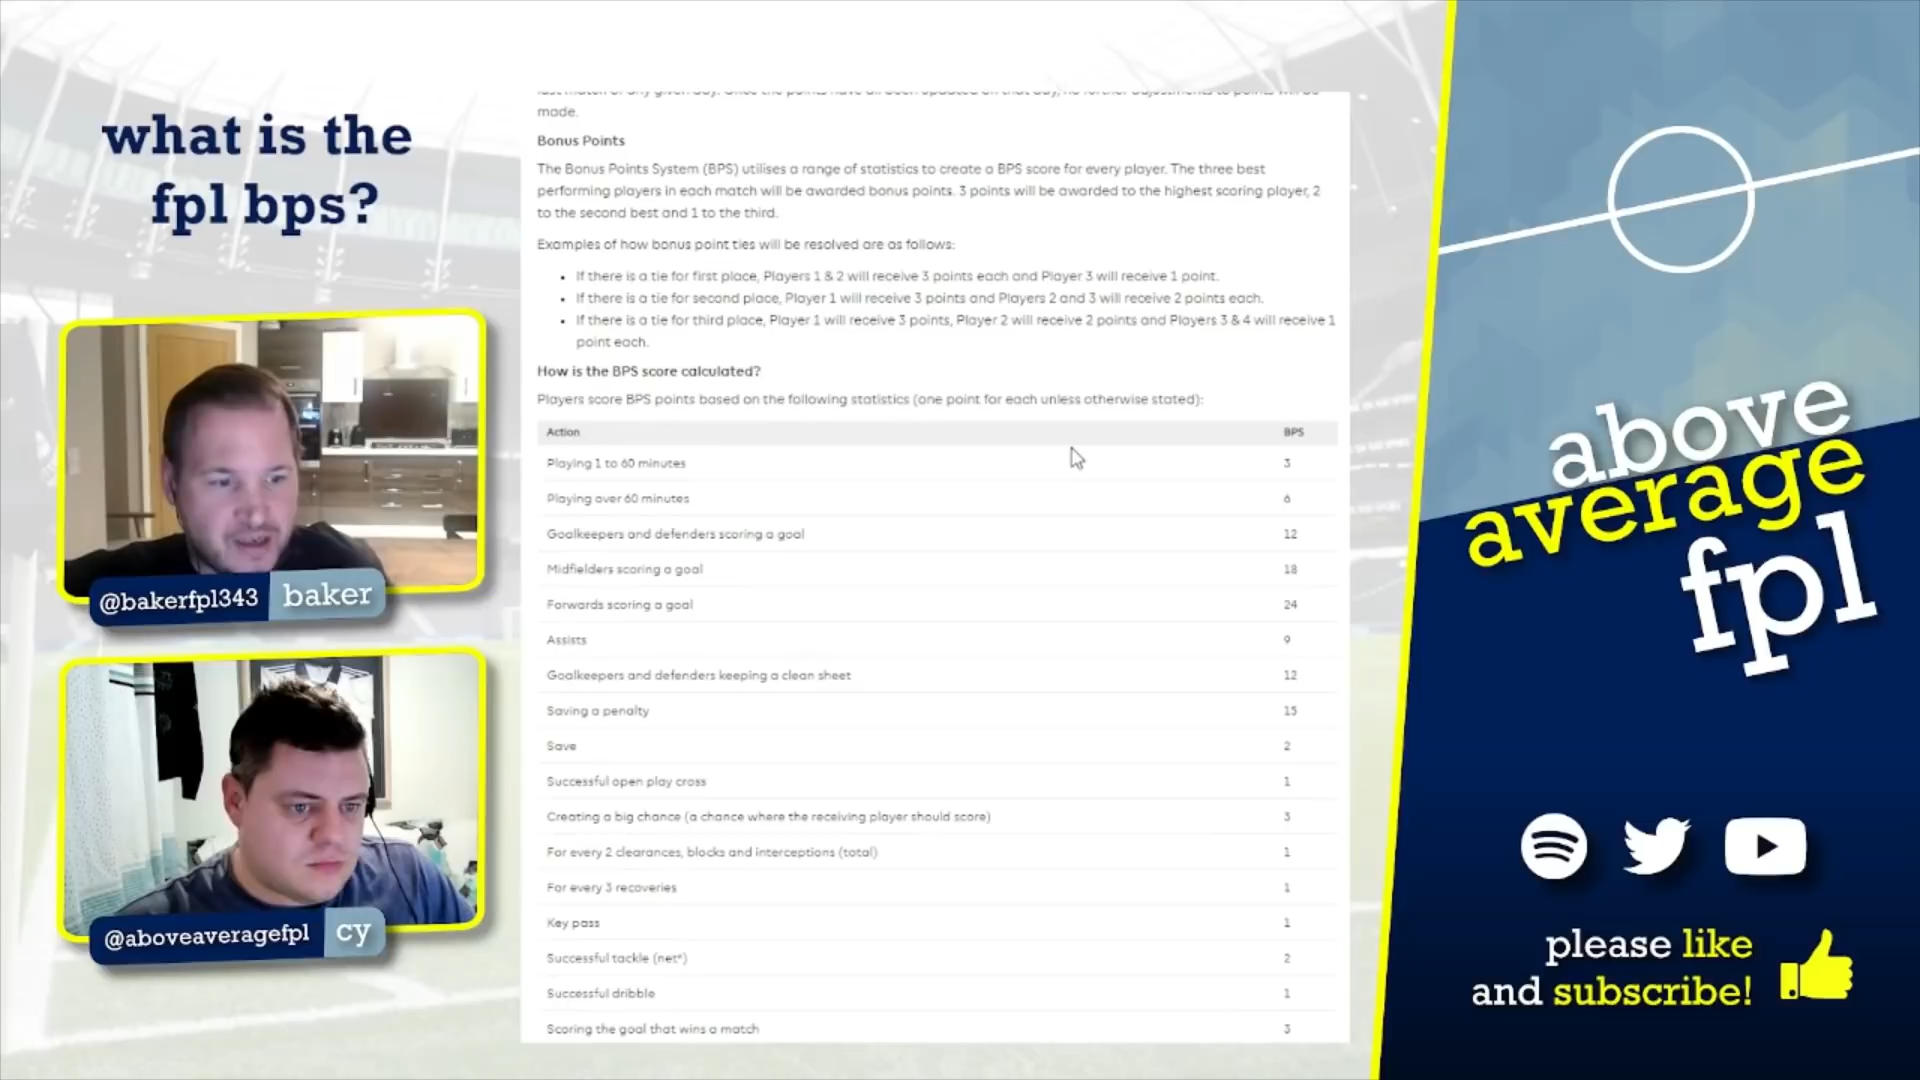 what is the
fpl bps?
made.
Bonus Points
The Bonus Points System (BPS) utilises a range of statistics to create a BPS score for every player. The three best
performing players in each match will be awarded bonus points. 3 points will be awarded to the highest scoring player, 2
to the second best and 1 to the third.
Examples of how bonus point ties will be resolved are as follows:
• If there is a tie for first place, Players 1 & 2 will receive 3 points each and Player 3 will receive 1 point.
• If there is a tie for second place, Player 1 will receive 3 points and Players 2 and 3 will receive 2 points each.
• If there is a tie for third place, Player 1 will receive 3 points, Player 2 will receive 2 points and Players 3 & 4 will receive 1
point each.
How is the BPS score calculated?
Players score BPS points based on the following statistics (one point for each unless otherwise stated):
Action BPS
Playing 1 to 60 minutes 3
Playing over 60 minutes 6
Goalkeepers and defenders scoring a goal 12
Midfielders scoring a goal 18
Forwards scoring a goal 24
Assists 9
Goalkeepers and defenders keeping a clean sheet 12
Saving a penalty 15
Save 2
Successful open play cross 1
Creating a big chance (a chance where the receiving player should score) 3
For every 2 clearances, blocks and interceptions (total) 1
For every 3 recoveries 1
Key pass 1
Successful tackle (net*) 2
Successful dribble 1
Scoring the goal that wins a match 3
@bakerfpl343 baker
@aboveaveragefpl cy
above
average
fpl
please like
and subscribe!